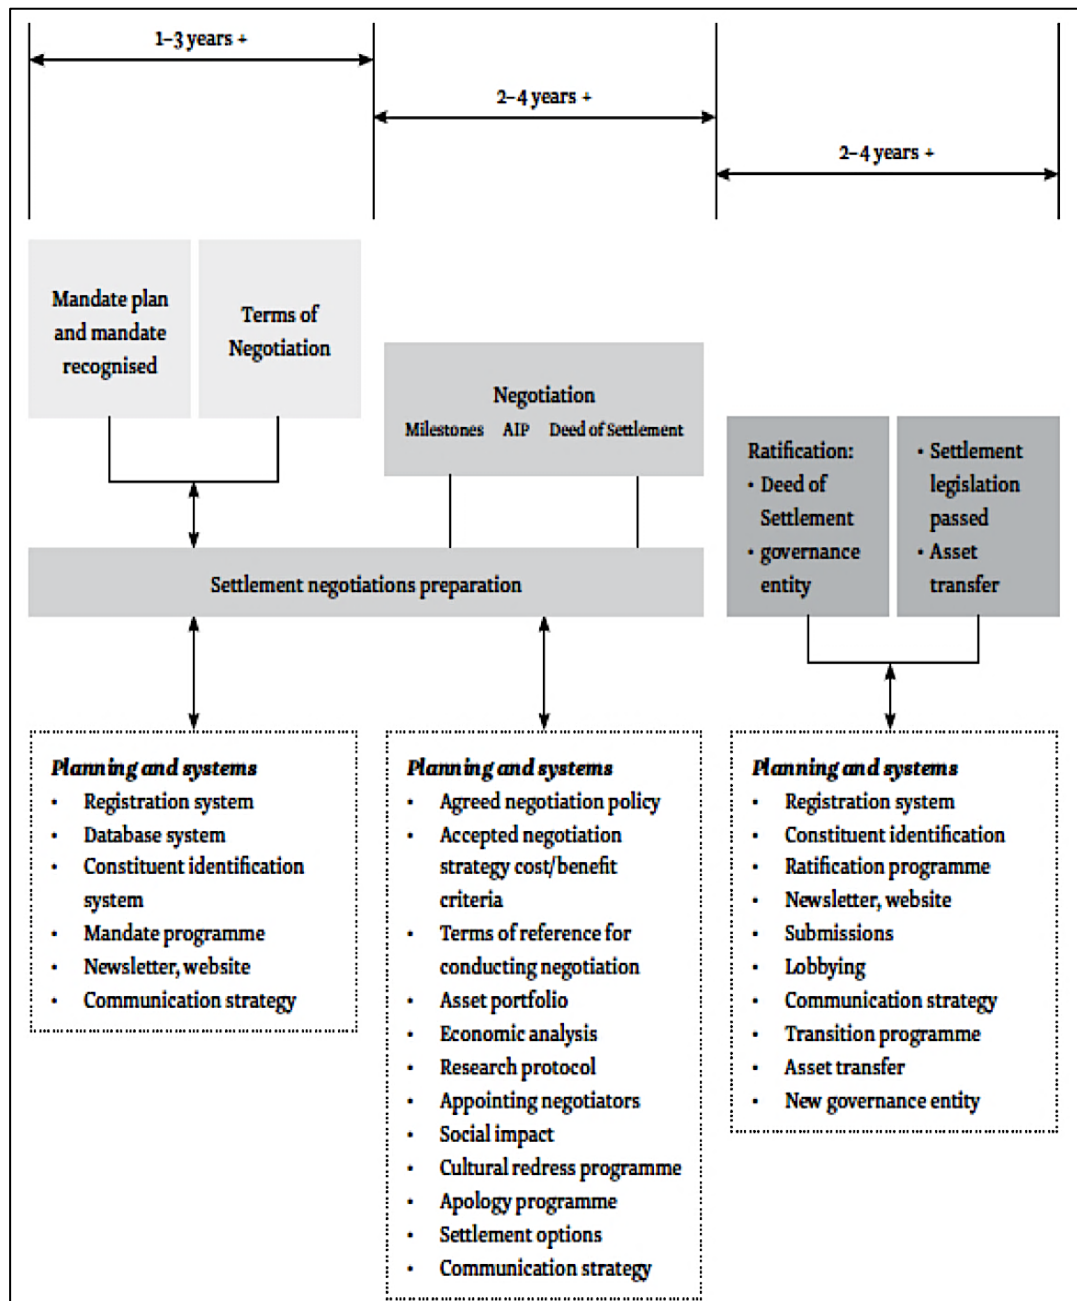 1–3 years +
2–4 years +
2–4 years +
Mandate plan
and mandate
recognised
Terms of
Negotiation
Negotiation
Milestones AIP Deed of Settlement
Ratification:
• Deed of
Settlement
• governance
entity
• Settlement
legislation
passed
• Asset
transfer
Settlement negotiations preparation
Planning and systems
• Registration system
• Database system
• Constituent identification
system
• Mandate programme
• Newsletter, website
• Communication strategy
Planning and systems
• Agreed negotiation policy
• Accepted negotiation
strategy cost/benefit
criteria
• Terms of reference for
conducting negotiation
• Asset portfolio
• Economic analysis
• Research protocol
• Appointing negotiators
• Social impact
• Cultural redress programme
• Apology programme
• Settlement options
• Communication strategy
Planning and systems
• Registration system
• Constituent identification
• Ratification programme
• Newsletter, website
• Submissions
• Lobbying
• Communication strategy
• Transition programme
• Asset transfer
• New governance entity